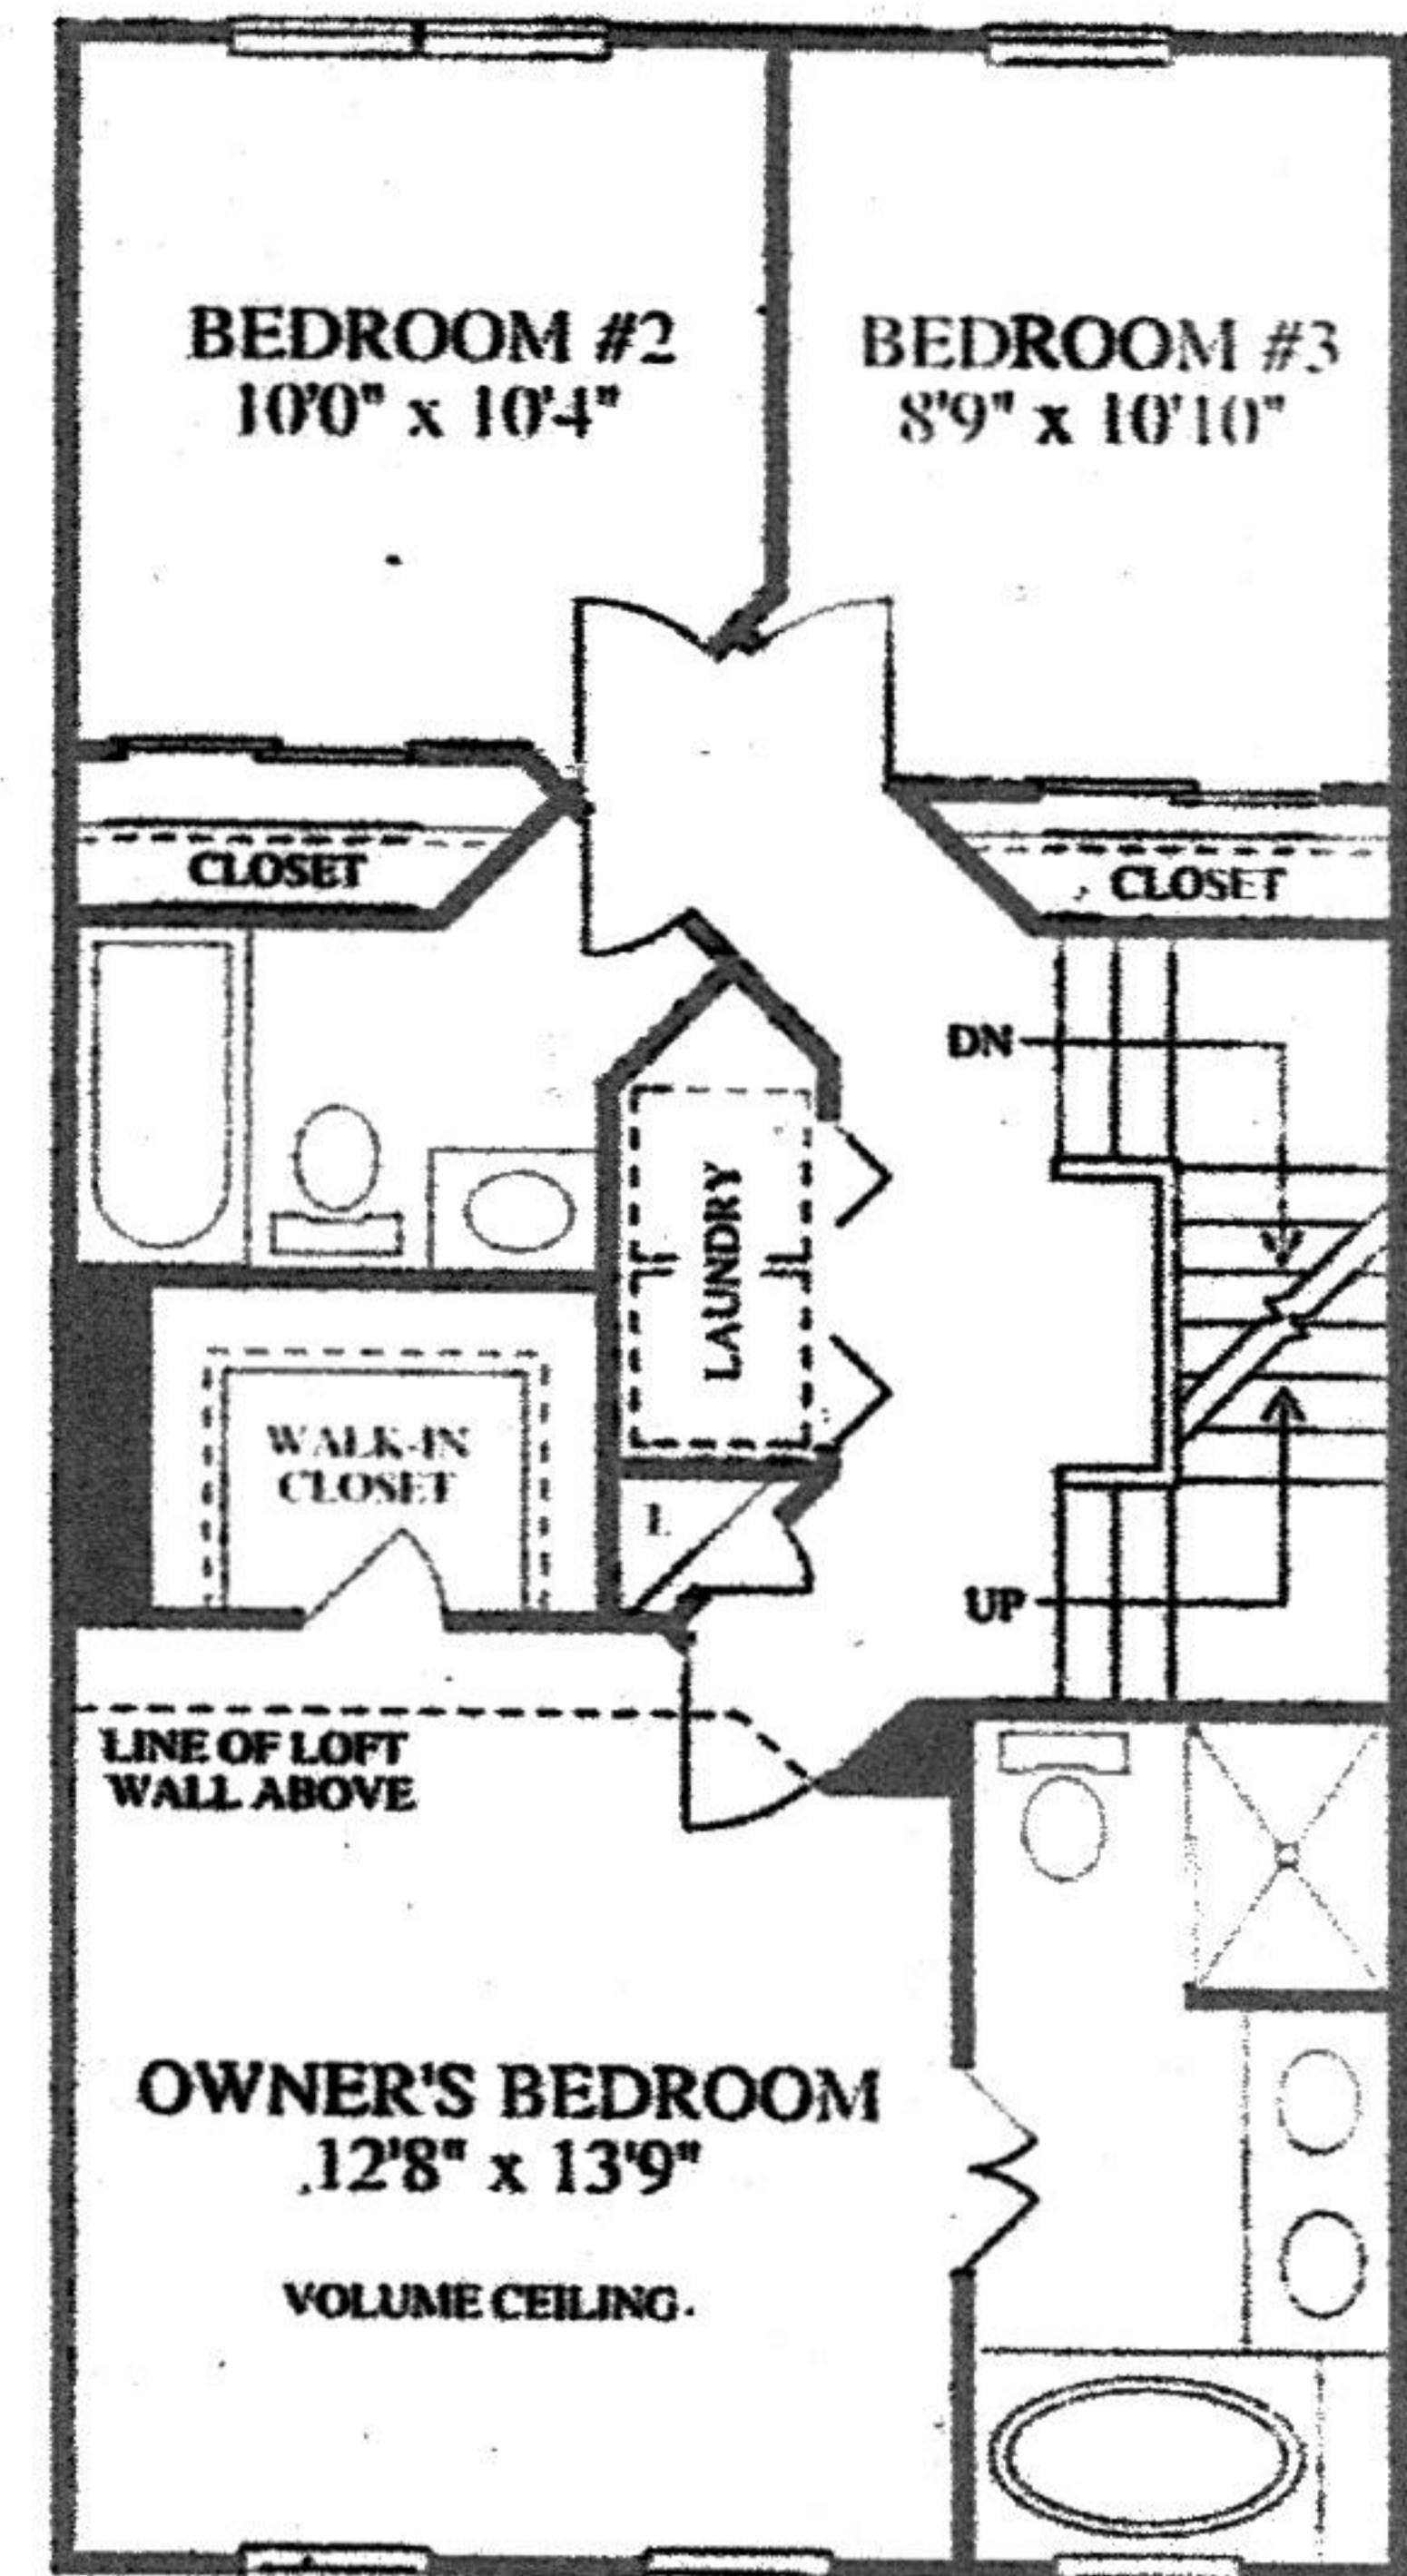 BEDROOM #2
10'0" x 10'4"
BEDROOM #3
8'9" x 10'10"
CLOSET
CLOSET
DN
LAUNDRY
WALK-IN
CLOSET
L
UP
LINE OF LOFT
WALL ABOVE
OWNER'S BEDROOM
12'8" x 13'9"
VOLUME CEILING